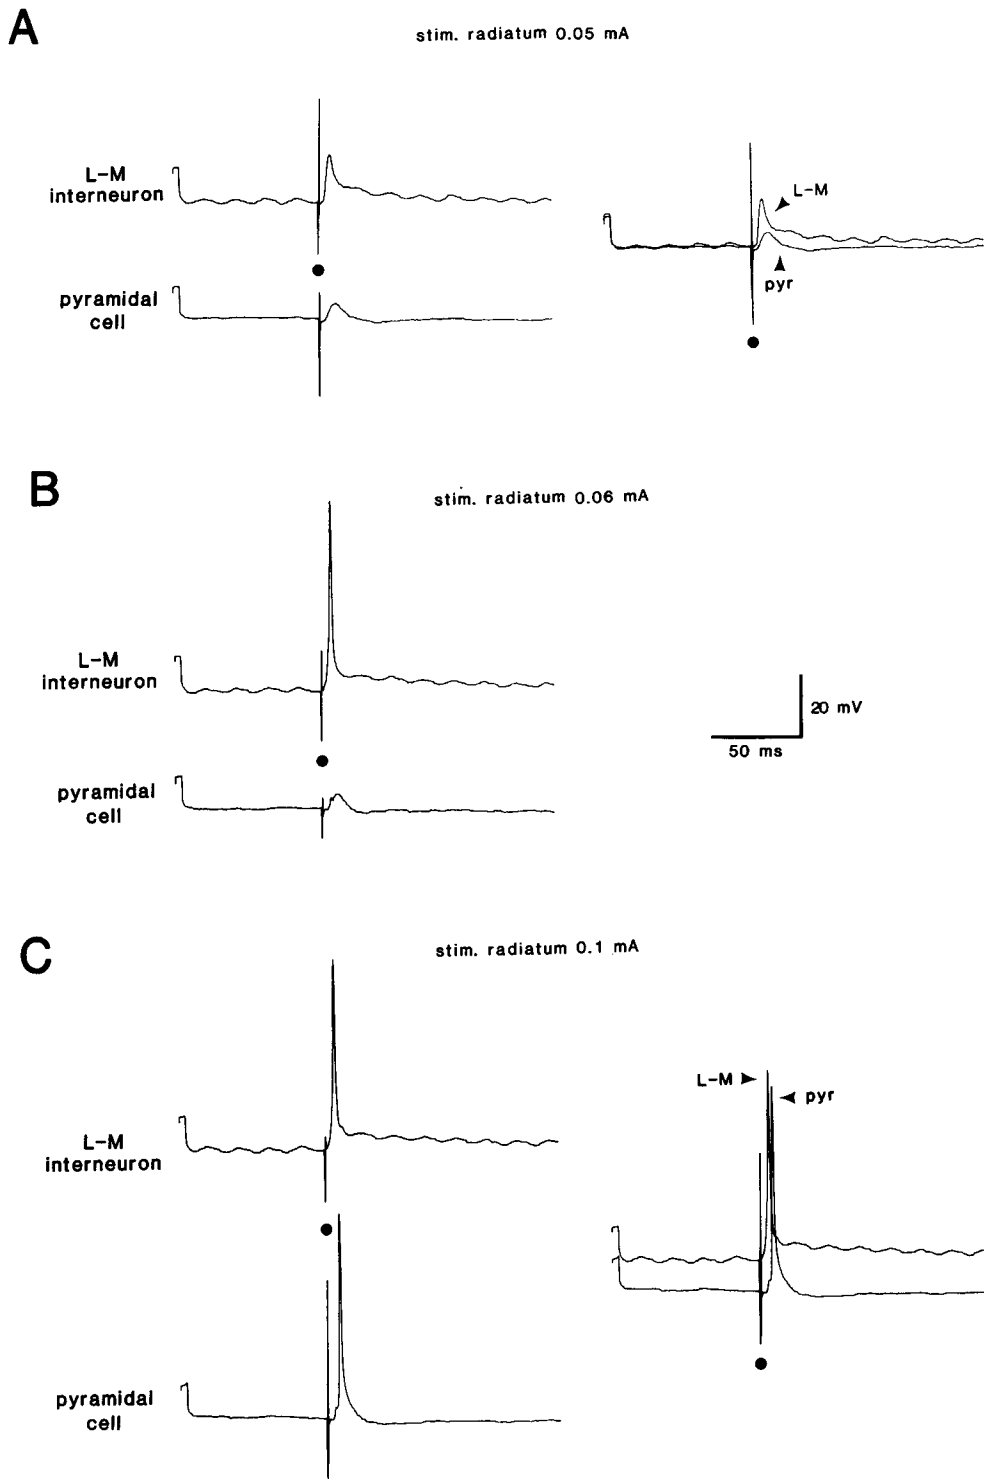 A
stim. radiatum 0.05 mA
L-M
interneuron
L-M
pyr
pyramidal
cell
B
stim. radiatum 0.06 mA
L-M
interneuron
20 mV
50 ms
pyramidal
cell
C
stim. radiatum 0.1 mA
L-M
pyr
L-M
interneuron
pyramidal
cell